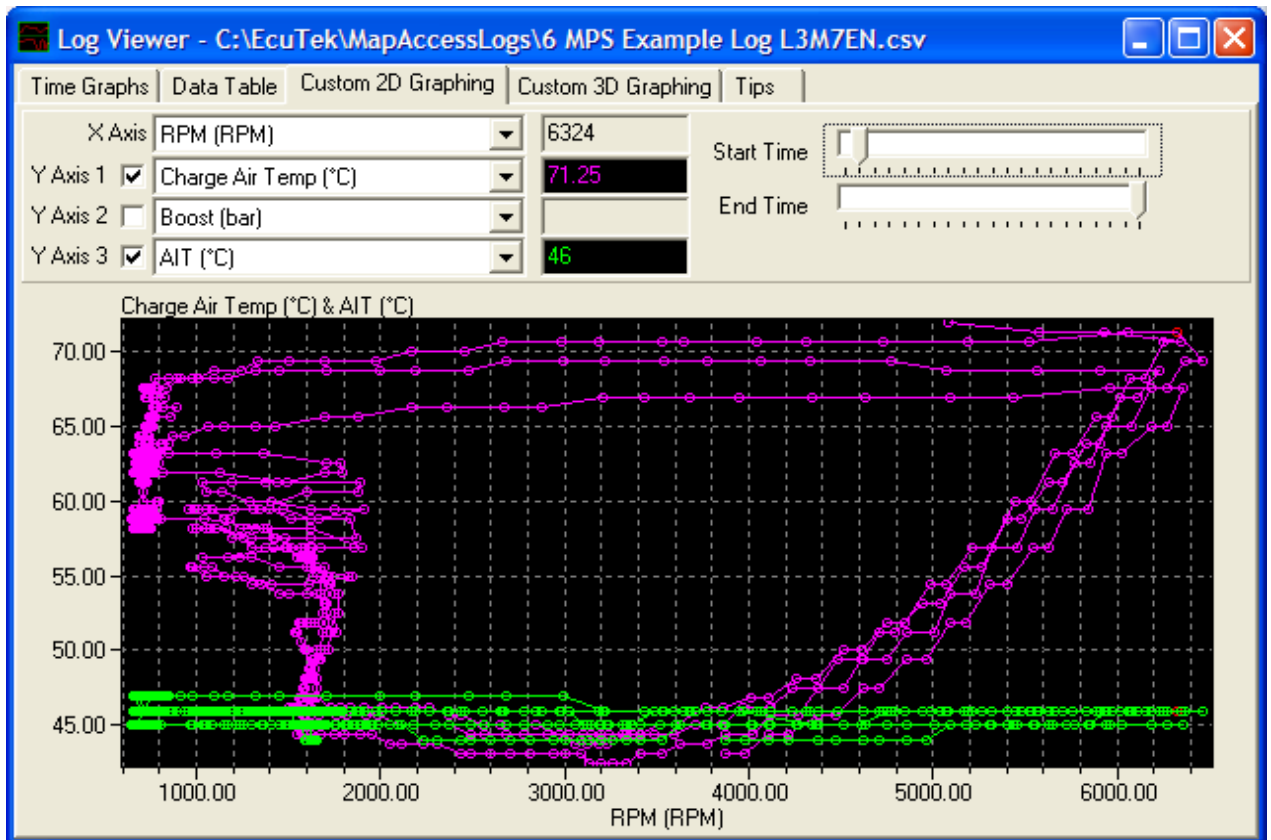 Log Viewer - C:\EcuTek\MapAccessLogs\6 MPS Example Log L3M7EN.csv
Time Graphs Data Table Custom 2D Graphing Custom 3D Graphing Tips
X Axis RPM (RPM) 6324 Start Time
Y Axis 1 Charge Air Temp (°C) 71.25
Y Axis 2 Boost (bar) End Time
Y Axis 3 AIT (°C) 46
Charge Air Temp (°C) & AIT (°C)
70.00
65.00
60.00
55.00
50.00
45.00
1000.00 2000.00 3000.00 4000.00 5000.00 6000.00
RPM (RPM)